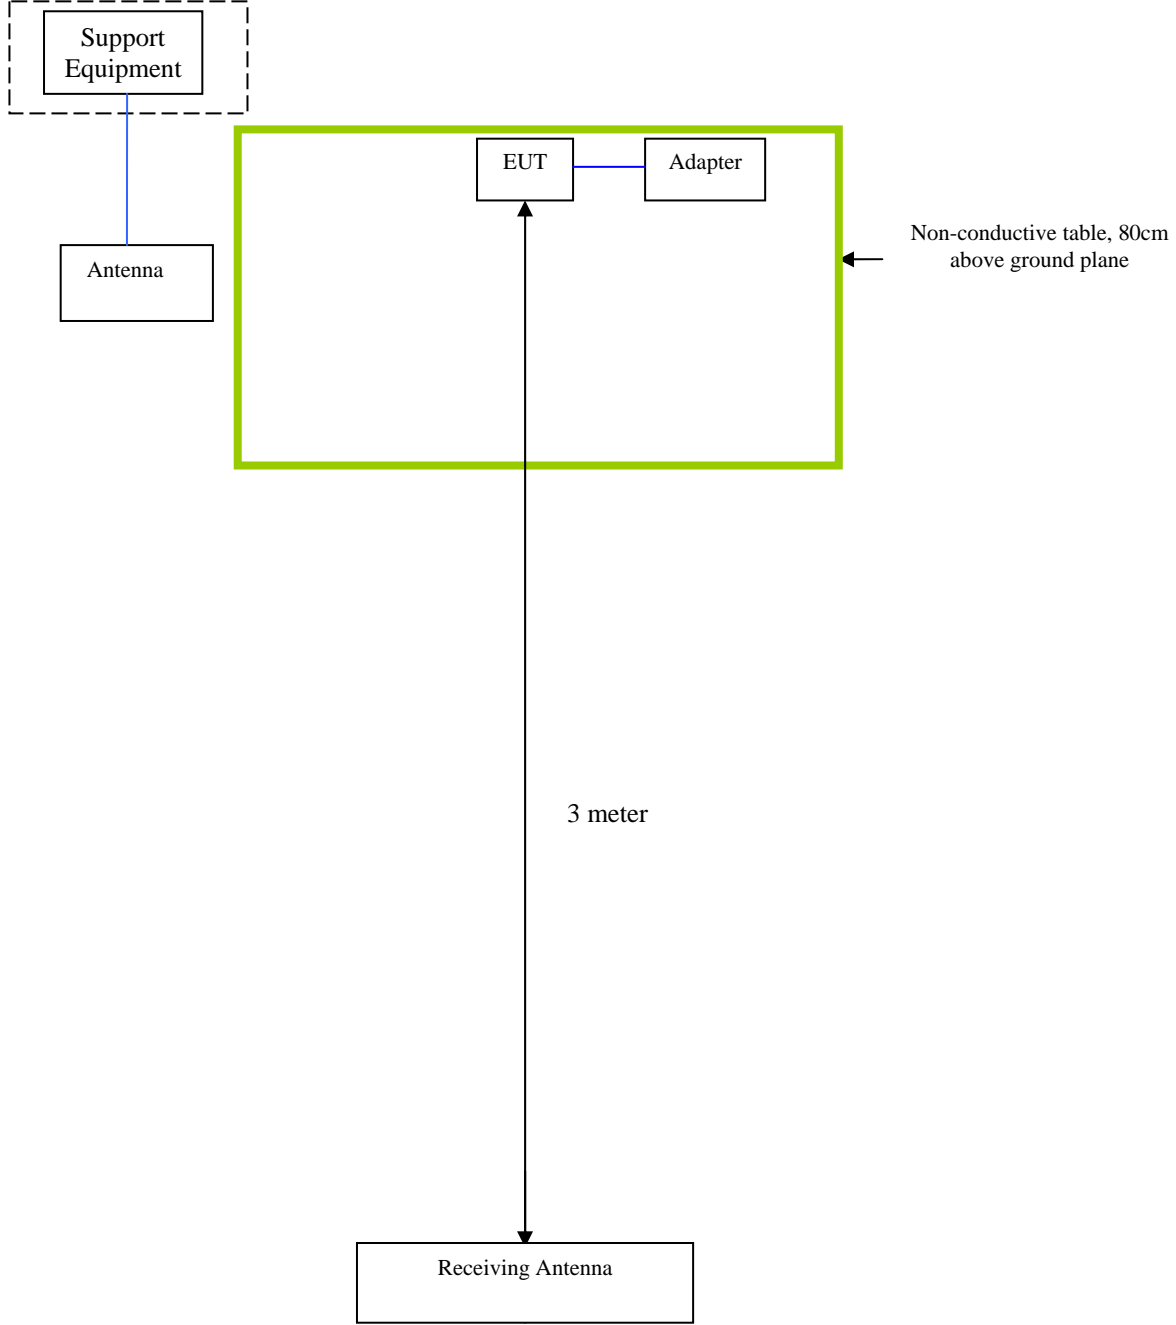 Support
Equipment
EUT
Adapter
Non-conductive table, 80cm
above ground plane
Antenna
3 meter
Receiving Antenna